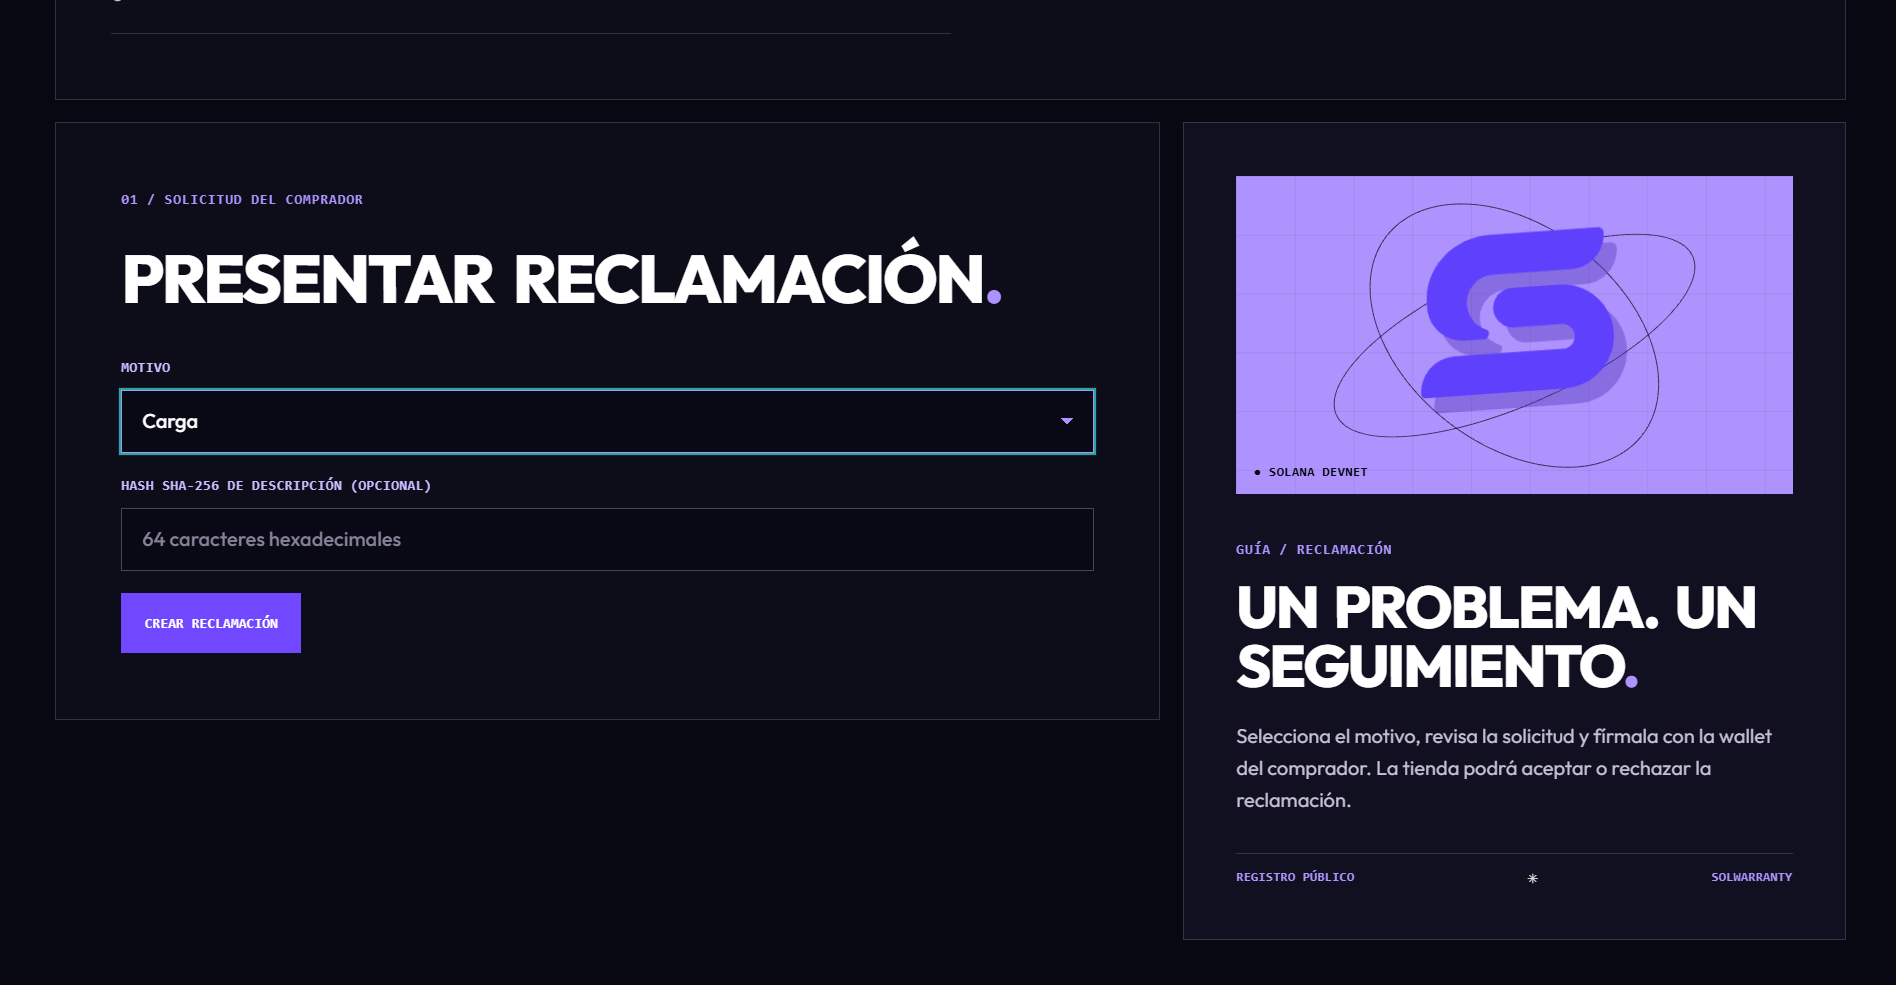 01 / SOLICITUD DEL COMPRADOR
PRESENTAR RECLAMACIÓN.
MOTIVO
Carga
HASH SHA-256 DE DESCRIPCIÓN (OPCIONAL)
64 caracteres hexadecimales
CREAR RECLAMACIÓN
SOLANA DEVNET
GUÍA / RECLAMACIÓN
UN PROBLEMA. UN
SEGUIMIENTO.
Selecciona el motivo, revisa la solicitud y fírmala con la wallet
del comprador. La tienda podrá aceptar o rechazar la
reclamación.
REGISTRO PÚBLICO
SOLWARRANTY